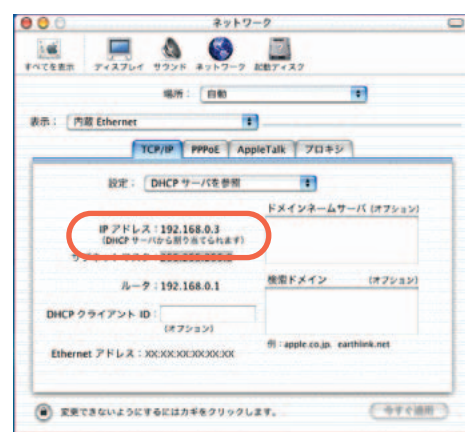 ネットワーク
すべてを表示 ディスプレイ サウンド ネットワーク 起動ディスク
場所： 自動
表示： 内蔵 Ethernet
TCP/IP PPPoE AppleTalk プロキシ
設定： DHCP サーバを参照
ドメインネームサーバ (オプション)
IP アドレス：192.168.0.3
(DHCP サーバから割り当てられます)
サブネットマスク：
ルータ：192.168.0.1
検索ドメイン (オプション)
DHCP クライアント ID：
(オプション)
例：apple.co.jp, earthlink.net
Ethernet アドレス：XX:XX:XX:XX:XX:XX
変更できないようにするにはカギをクリックします。
今すぐ適用